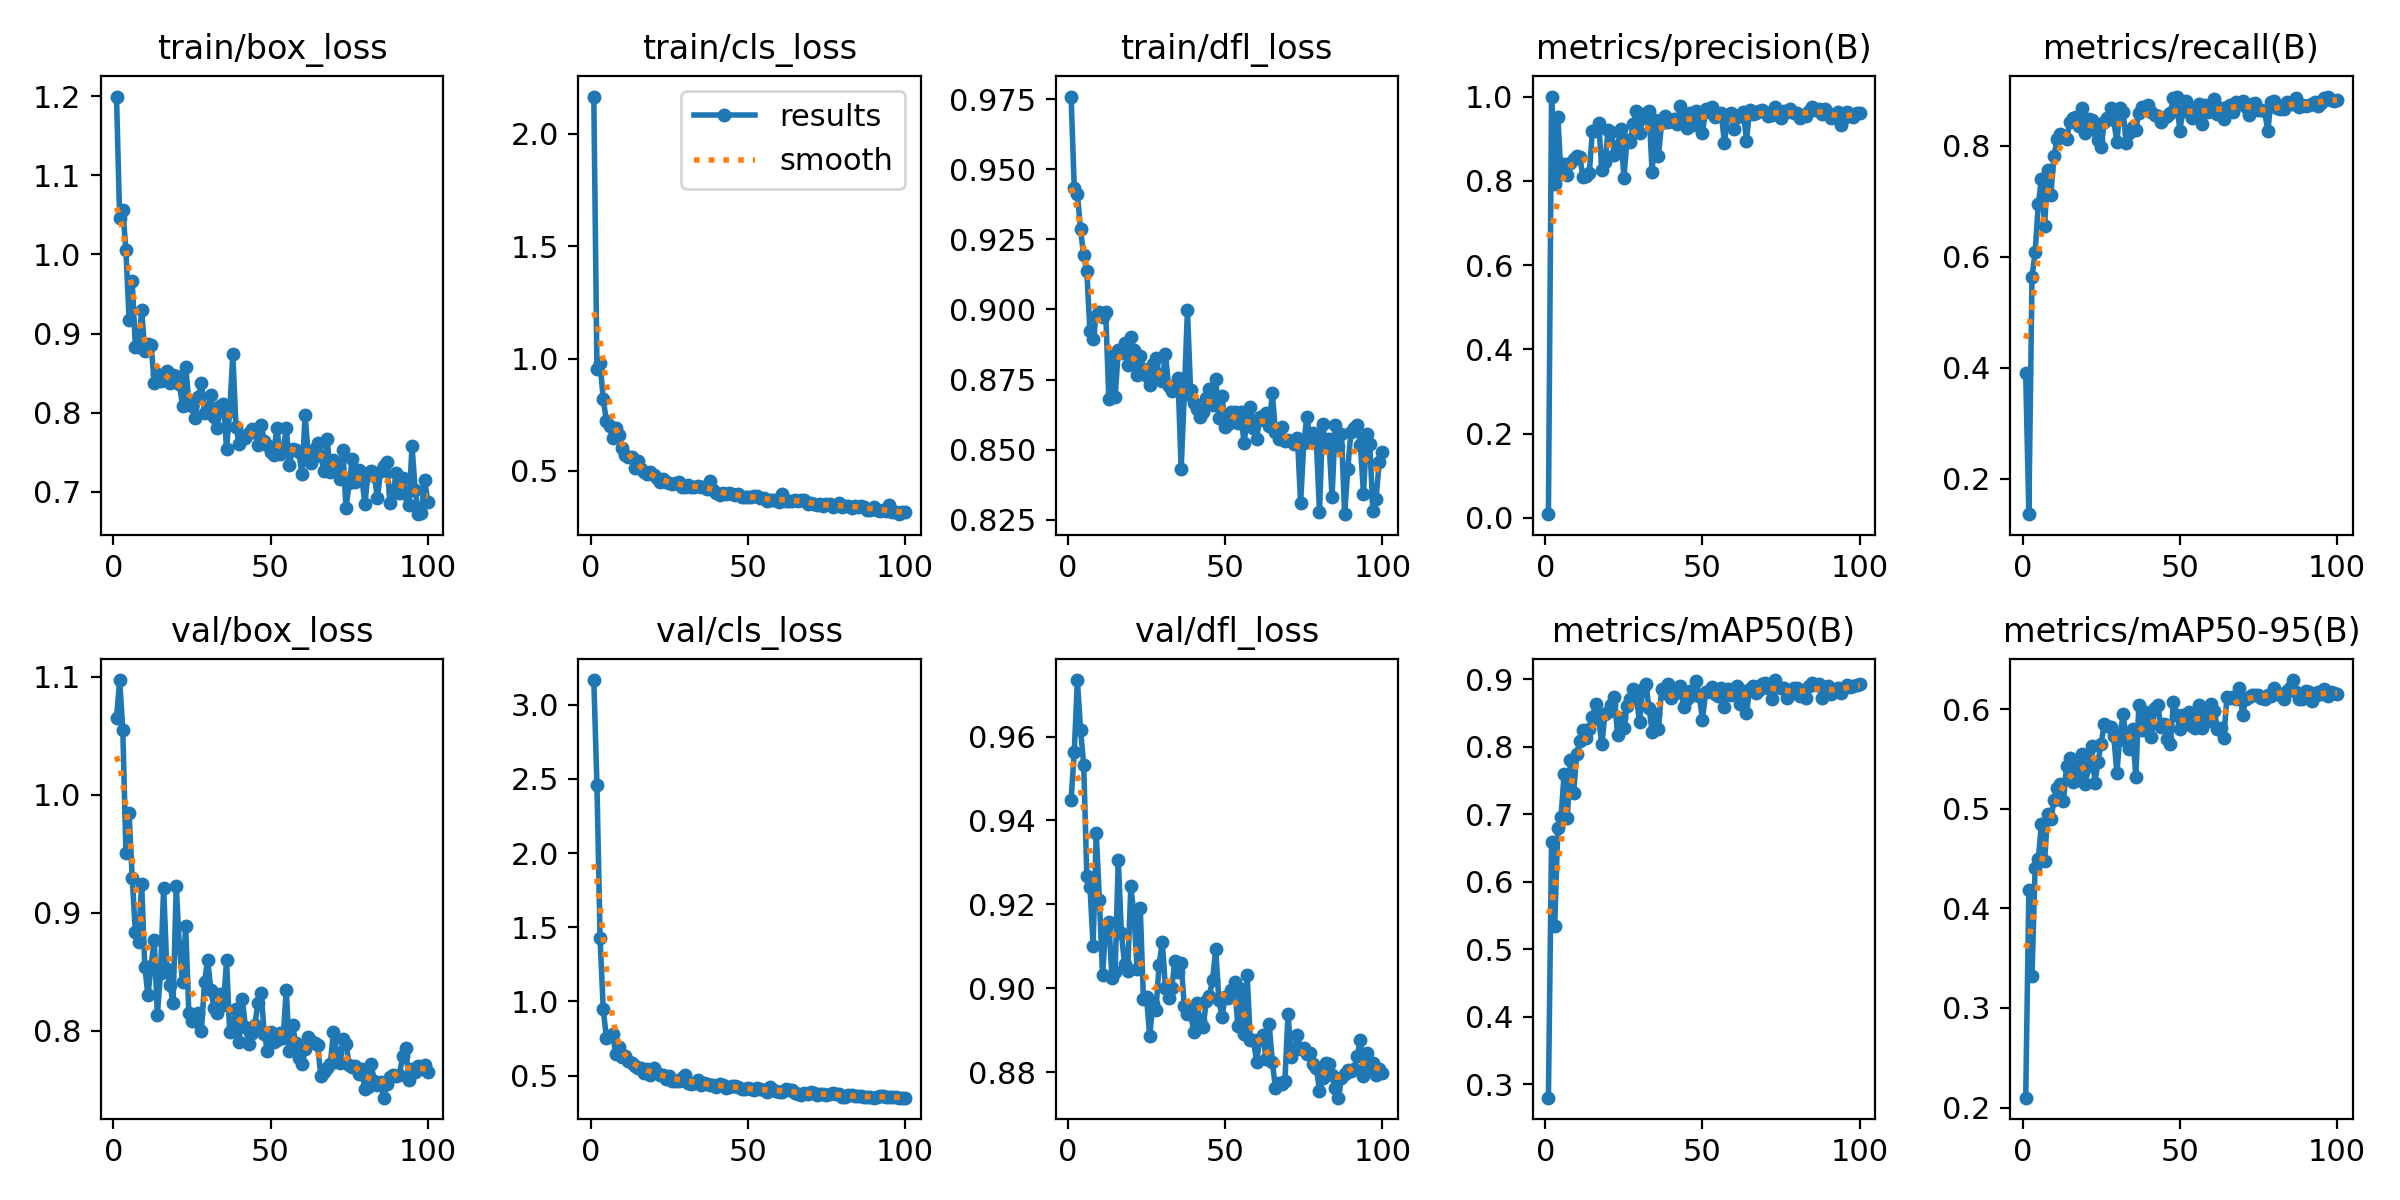 train/box_loss
1.2
1.1
1.0
0.9
0.8
0.7
0 50 100
train/cls_loss
results
smooth
2.0
1.5
1.0
0.5
0 50 100
train/dfl_loss
0.975
0.950
0.925
0.900
0.875
0.850
0.825
0 50 100
metrics/precision(B)
1.0
0.8
0.6
0.4
0.2
0.0
0 50 100
metrics/recall(B)
0.8
0.6
0.4
0.2
0 50 100
val/box_loss
1.1
1.0
0.9
0.8
0 50 100
val/cls_loss
3.0
2.5
2.0
1.5
1.0
0.5
0 50 100
val/dfl_loss
0.96
0.94
0.92
0.90
0.88
0 50 100
metrics/mAP50(B)
0.9
0.8
0.7
0.6
0.5
0.4
0.3
0 50 100
metrics/mAP50-95(B)
0.6
0.5
0.4
0.3
0.2
0 50 100